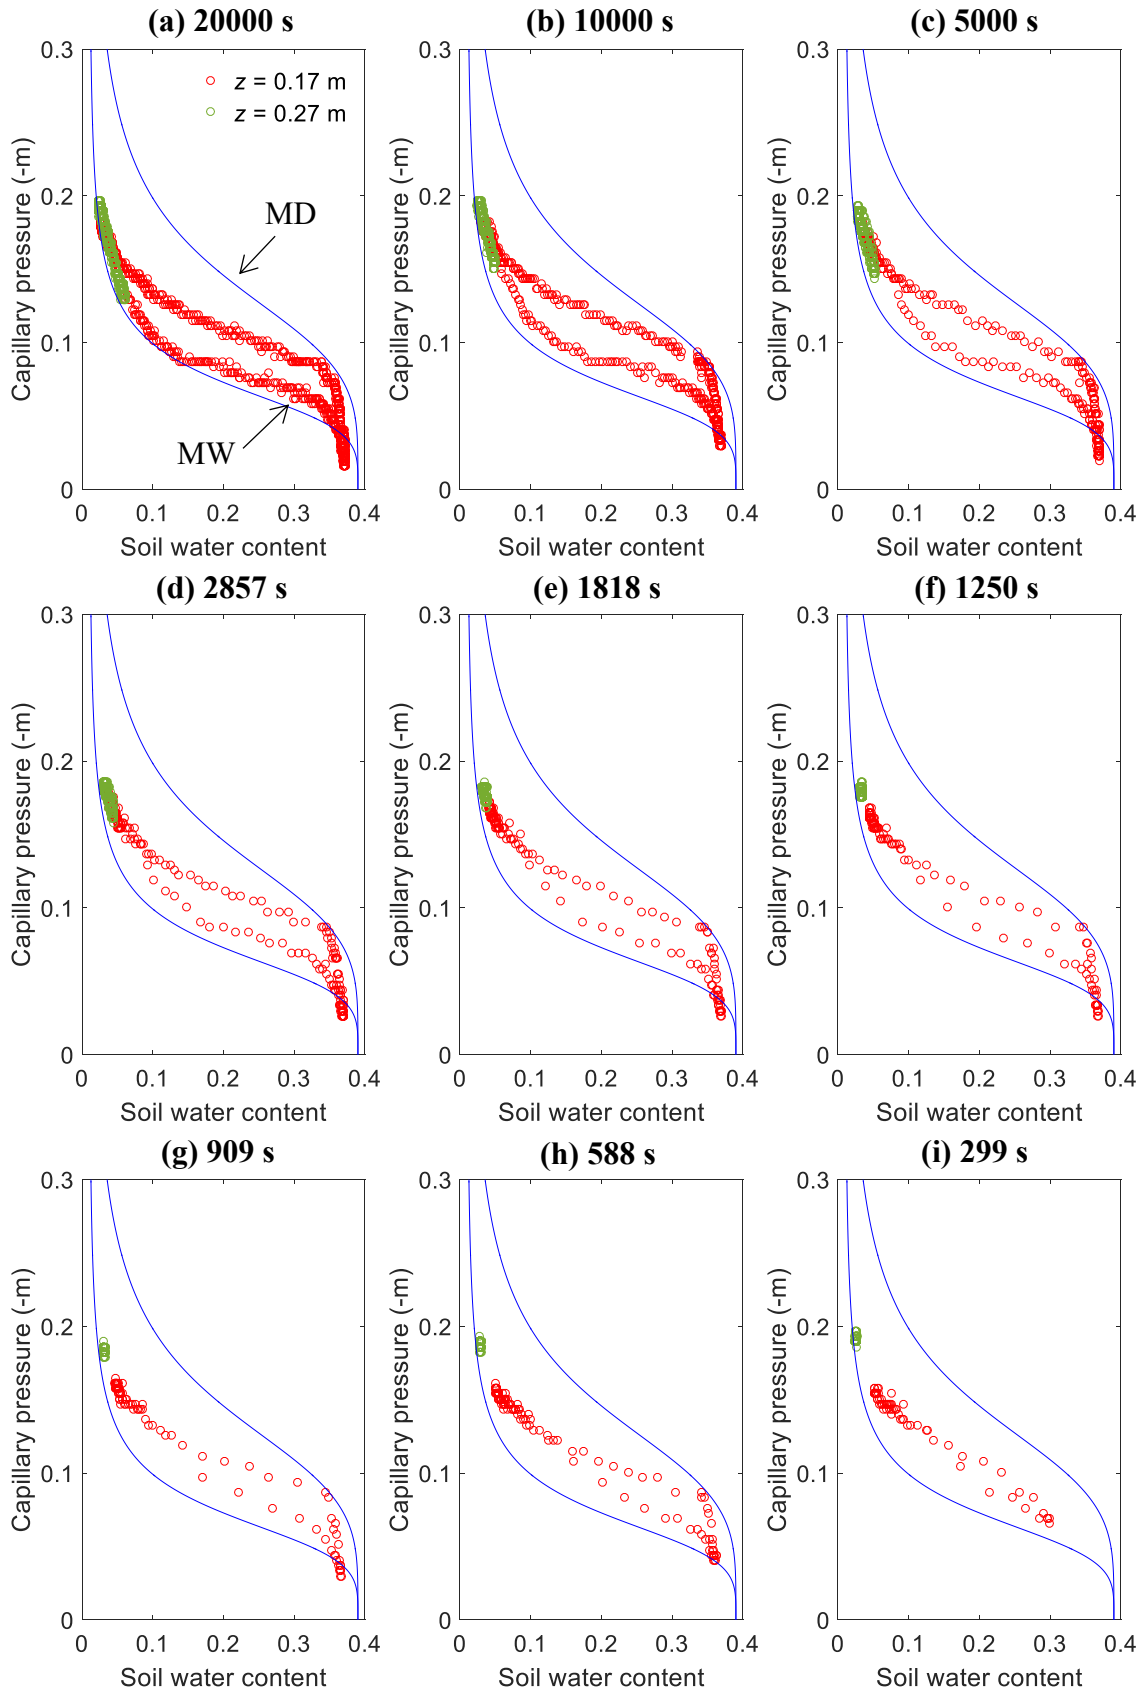 (a) 20000 s
(b) 10000 s
(c) 5000 s
0.3
0.2
0.1
0
0
0.1
0.2
0.3
0.4
Capillary pressure (-m)
Soil water content
z = 0.17 m
z = 0.27 m
MD
MW
0.3
0.2
0.1
0
0
0.1
0.2
0.3
0.4
Capillary pressure (-m)
Soil water content
0.3
0.2
0.1
0
0
0.1
0.2
0.3
0.4
Capillary pressure (-m)
Soil water content
(d) 2857 s
(e) 1818 s
(f) 1250 s
0.3
0.2
0.1
0
0
0.1
0.2
0.3
0.4
Capillary pressure (-m)
Soil water content
0.3
0.2
0.1
0
0
0.1
0.2
0.3
0.4
Capillary pressure (-m)
Soil water content
0.3
0.2
0.1
0
0
0.1
0.2
0.3
0.4
Capillary pressure (-m)
Soil water content
(g) 909 s
(h) 588 s
(i) 299 s
0.3
0.2
0.1
0
0
0.1
0.2
0.3
0.4
Capillary pressure (-m)
Soil water content
0.3
0.2
0.1
0
0
0.1
0.2
0.3
0.4
Capillary pressure (-m)
Soil water content
0.3
0.2
0.1
0
0
0.1
0.2
0.3
0.4
Capillary pressure (-m)
Soil water content